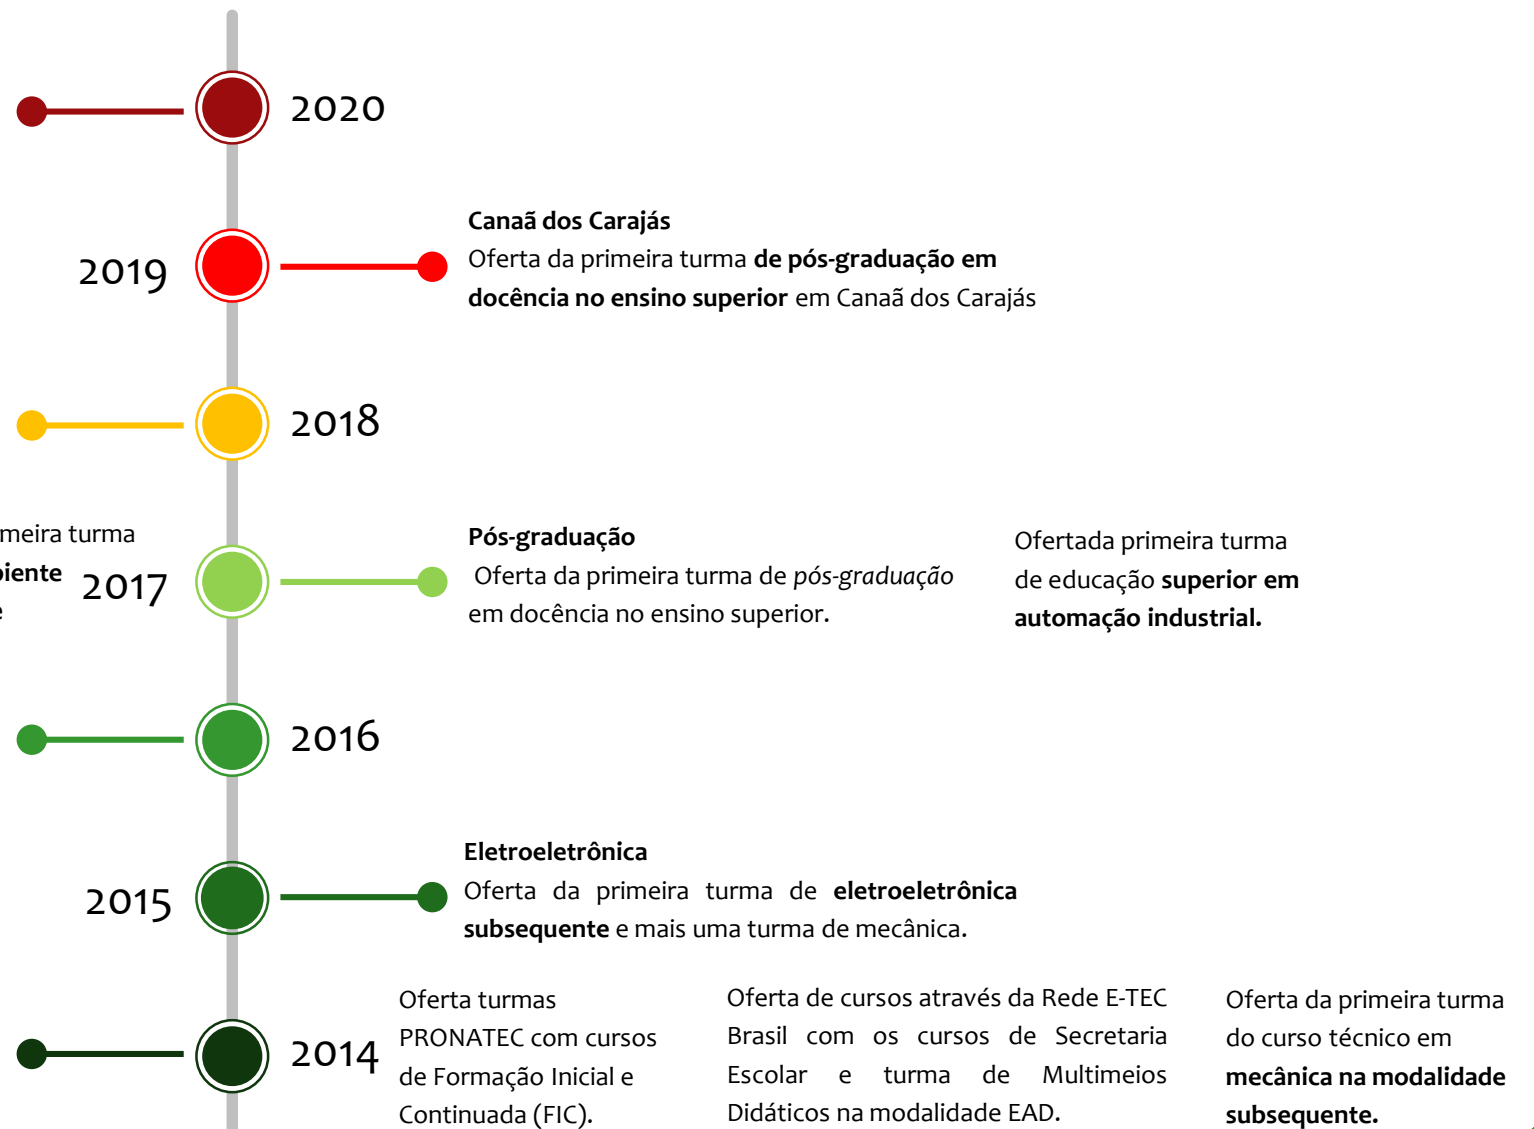 2020
2019
Canaã dos Carajás
Oferta da primeira turma de pós-graduação em
docência no ensino superior em Canaã dos Carajás
2018
meira turma
2017
Pós-graduação
Oferta da primeira turma de pós-graduação
em docência no ensino superior.
Ofertada primeira turma
de educação superior em
automação industrial.
2016
2015
Eletroeletrônica
Oferta da primeira turma de eletroeletrônica
subsequente e mais uma turma de mecânica.
2014
Oferta turmas
PRONATEC com cursos
de Formação Inicial e
Continuada (FIC).
Oferta de cursos através da Rede E-TEC
Brasil com os cursos de Secretaria
Escolar e turma de Multimeios
Didáticos na modalidade EAD.
Oferta da primeira turma
do curso técnico em
mecânica na modalidade
subsequente.